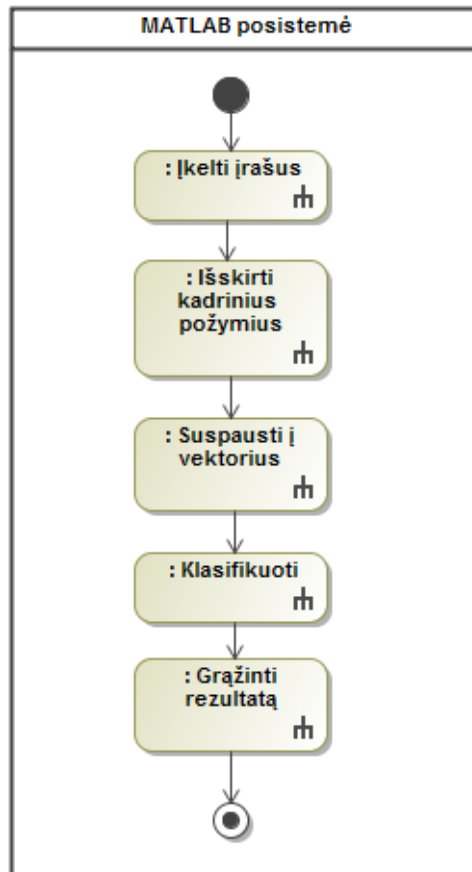 MATLAB posistemė
: Įkelti įrašus
: Išskirti
kadrinius
požymius
: Suspausti į
vektorius
: Klasifikuoti
: Grąžinti
rezultatą